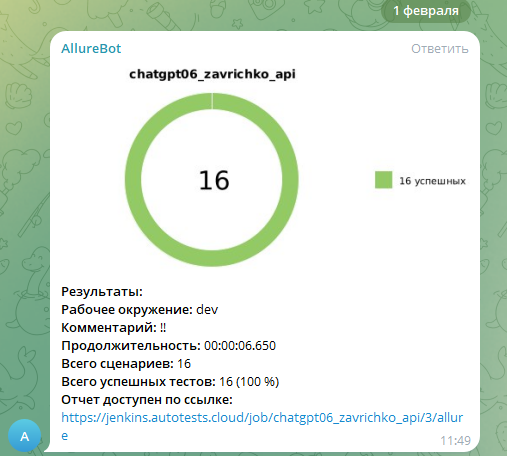 1 февраля
AllureBot
Ответить
chatgpt06_zavrichko_api
16
16 успешных
Результаты:
Рабочее окружение: dev
Комментарий: !!
Продолжительность: 00:00:06.650
Всего сценариев: 16
Всего успешных тестов: 16 (100 %)
Отчет доступен по ссылке:
https://jenkins.autotests.cloud/job/chatgpt06_zavrichko_api/3/allur
e
A
11:49